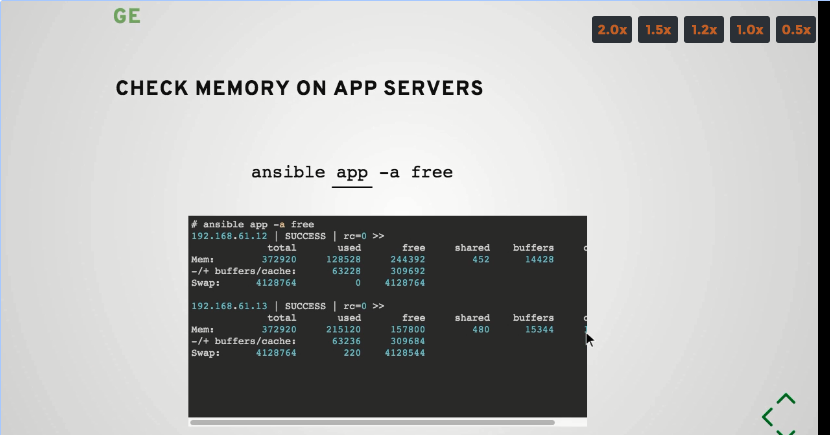 GE
2.0x 1.5x 1.2x 1.0x 0.5x
CHECK MEMORY ON APP SERVERS
ansible app -a free
# ansible app -a free
192.168.61.12 | SUCCESS | rc=0 >>
total used free shared buffers
Mem: 372920 128528 244392 452 14428
-/+ buffers/cache: 63228 309692
Swap: 4128764 0 4128764
192.168.61.13 | SUCCESS | rc=0 >>
total used free shared buffers
Mem: 372920 215120 157800 480 15344
-/+ buffers/cache: 63236 309684
Swap: 4128764 220 4128544